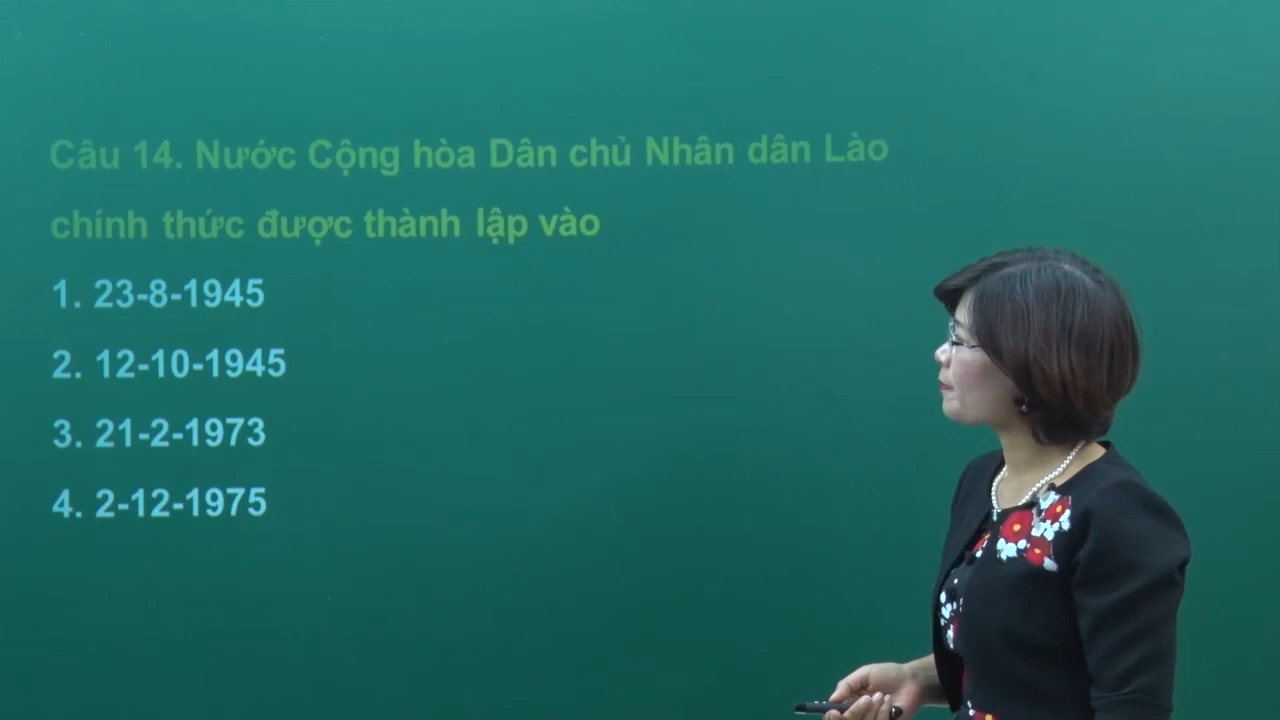 Câu 14. Nước Cộng hòa Dân chủ Nhân dân Lào
chính thức được thành lập vào
1. 23-8-1945
2. 12-10-1945
3. 21-2-1973
4. 2-12-1975